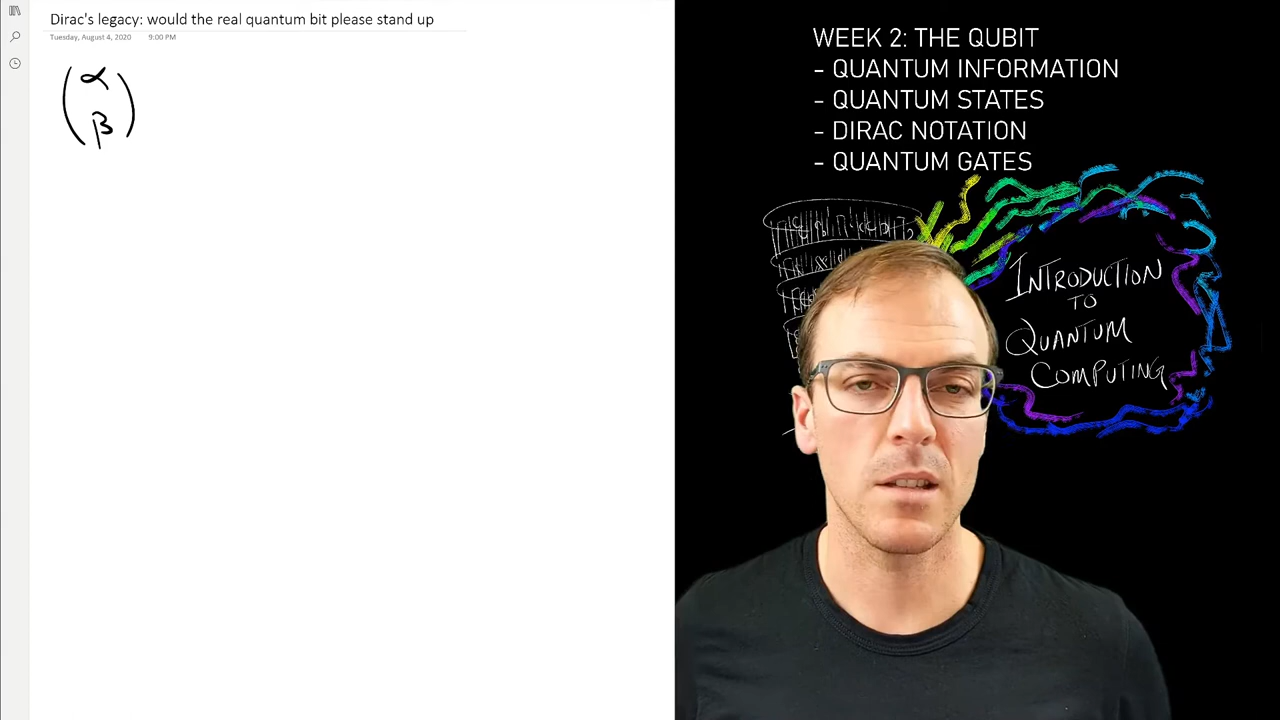 Dirac's legacy: would the real quantum bit please stand up
Tuesday, August 4, 2020 9:00 PM
α
β
WEEK 2: THE QUBIT
- QUANTUM INFORMATION
- QUANTUM STATES
- DIRAC NOTATION
- QUANTUM GATES
INTRODUCTION
TO
QUANTUM
COMPUTING